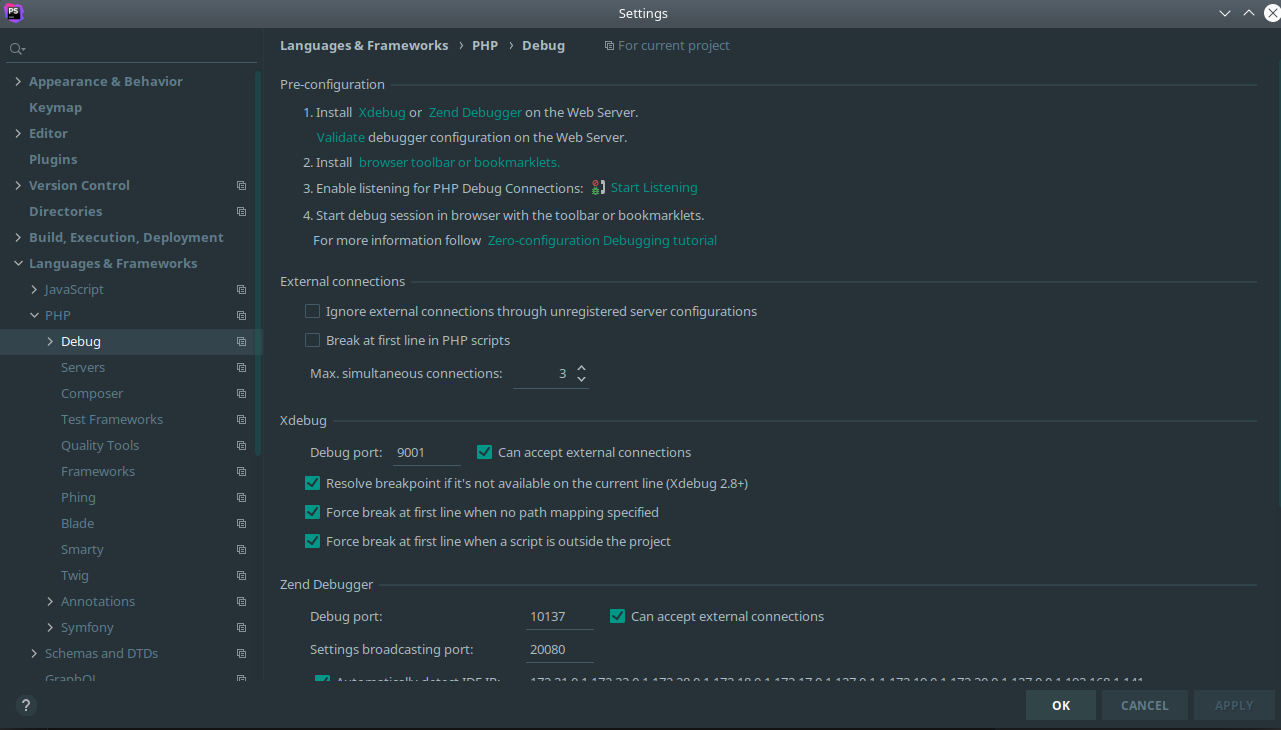 PS
Settings
Languages & Frameworks › PHP › Debug For current project
Appearance & Behavior
Keymap
Editor
Plugins
Version Control
Directories
Build, Execution, Deployment
Languages & Frameworks
JavaScript
PHP
Debug
Servers
Composer
Test Frameworks
Quality Tools
Frameworks
Phing
Blade
Smarty
Twig
Annotations
Symfony
Schemas and DTDs
GraphQL
Pre-configuration
1. Install Xdebug or Zend Debugger on the Web Server.
Validate debugger configuration on the Web Server.
2. Install browser toolbar or bookmarklets.
3. Enable listening for PHP Debug Connections: Start Listening
4. Start debug session in browser with the toolbar or bookmarklets.
For more information follow Zero-configuration Debugging tutorial
External connections
Ignore external connections through unregistered server configurations
Break at first line in PHP scripts
Max. simultaneous connections: 3
Xdebug
Debug port: 9001 Can accept external connections
Resolve breakpoint if it's not available on the current line (Xdebug 2.8+)
Force break at first line when no path mapping specified
Force break at first line when a script is outside the project
Zend Debugger
Debug port: 10137 Can accept external connections
Settings broadcasting port: 20080
Automatically detect IDE IP:
?
OK CANCEL APPLY